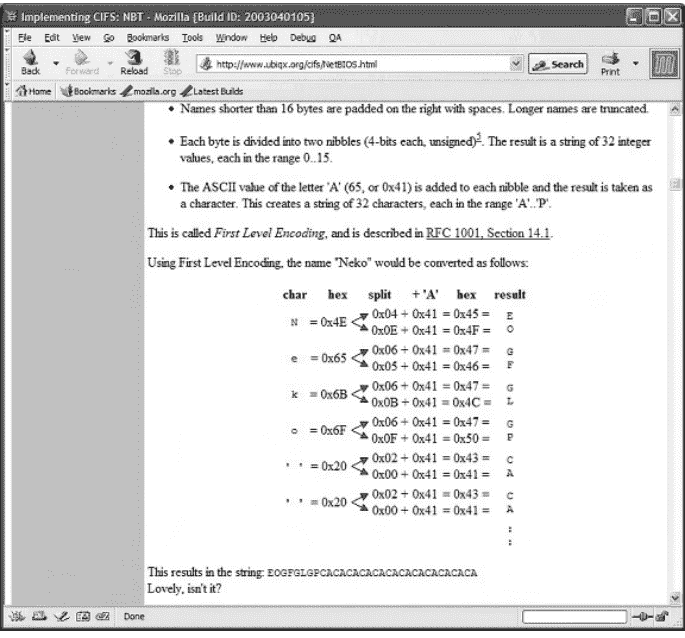 Implementing CIFS: NBT - Mozilla {Build ID: 2003040105}
File Edit View Go Bookmarks Tools Window Help Debug QA
Back Forward Reload Stop http://www.ubiqx.org/cifs/NetBIOS.html Search Print
Home Bookmarks mozilla.org Latest Builds
• Names shorter than 16 bytes are padded on the right with spaces. Longer names are truncated.
• Each byte is divided into two nibbles (4-bits each, unsigned). The result is a string of 32 integer
values, each in the range 0..15.
• The ASCII value of the letter 'A' (65, or 0x41) is added to each nibble and the result is taken as
a character. This creates a string of 32 characters, each in the range 'A'..'P'.
This is called First Level Encoding, and is described in RFC 1001, Section 14.1.
Using First Level Encoding, the name "Neko" would be converted as follows:
char hex split + 'A' hex result
0x04 + 0x41 = 0x45 = E
N = 0x4E
0x0E + 0x41 = 0x4F = O
0x06 + 0x41 = 0x47 = G
e = 0x65
0x05 + 0x41 = 0x46 = F
0x06 + 0x41 = 0x47 = G
k = 0x6B
0x0B + 0x41 = 0x4C = L
0x06 + 0x41 = 0x47 = G
o = 0x6F
0x0F + 0x41 = 0x50 = P
0x02 + 0x41 = 0x43 = C
' ' = 0x20
0x00 + 0x41 = 0x41 = A
0x02 + 0x41 = 0x43 = C
' ' = 0x20
0x00 + 0x41 = 0x41 = A
:
:
This results in the string: EOGFGLGPCACACACACACACACACACACACA
Lovely, isn't it?
Done